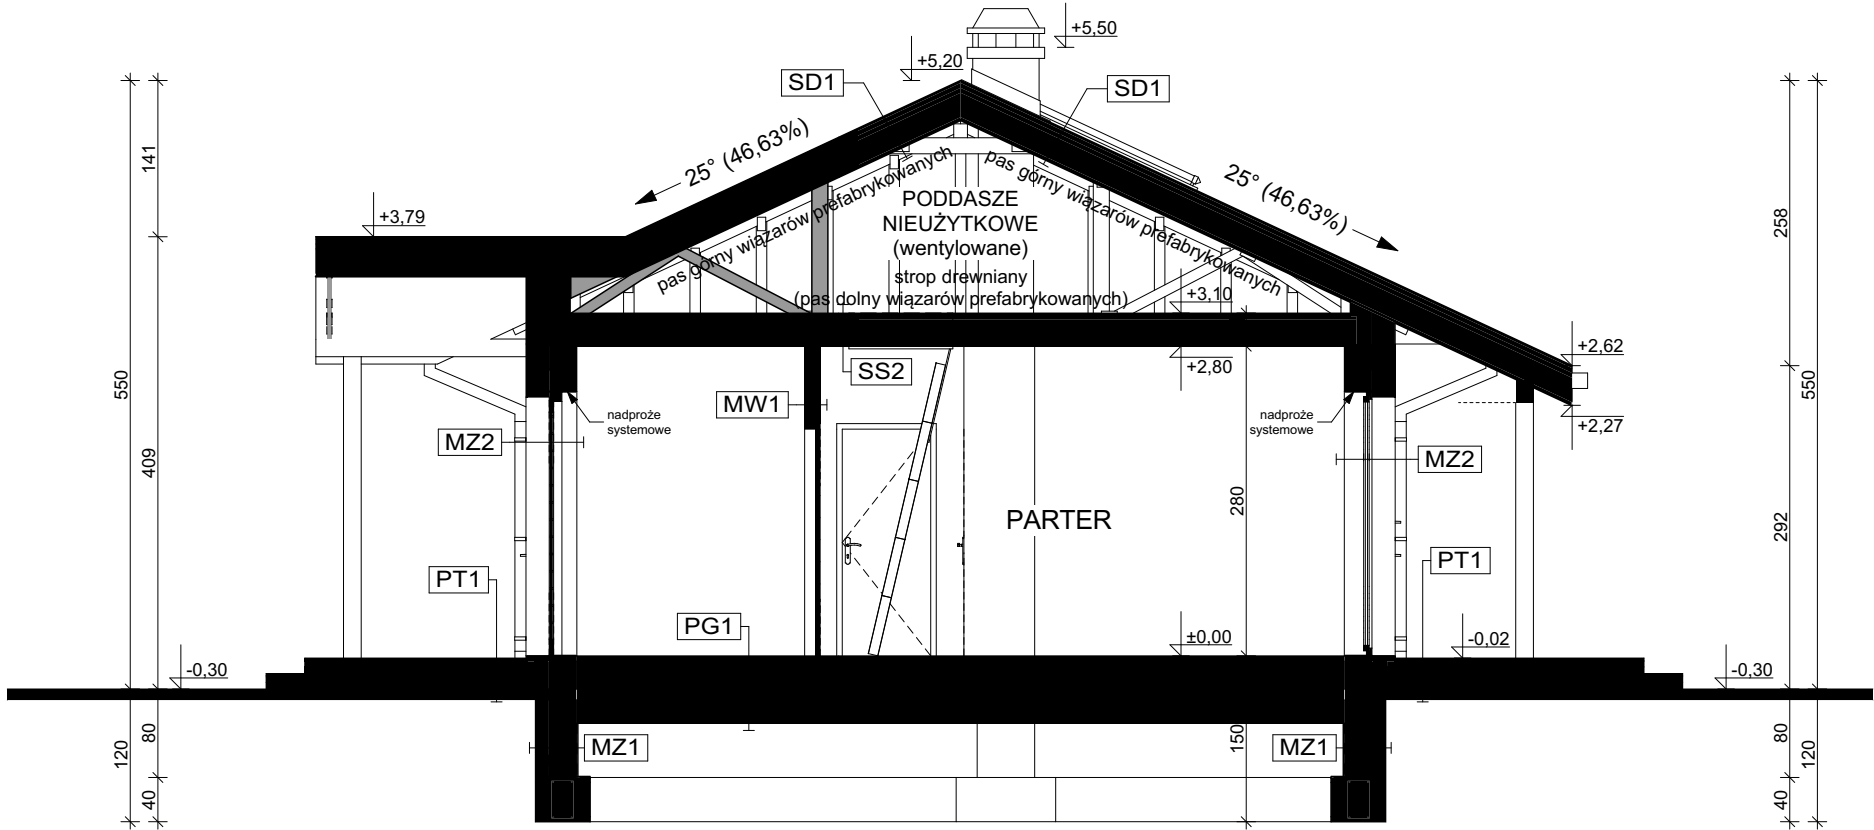 +5,50
+5,20
SD1
SD1
25° (46,63%)
25° (46,63%)
pas górny wiązarów prefabrykowanych
pas górny wiązarów prefabrykowanych
PODDASZE
NIEUŻYTKOWE
(wentylowane)
strop drewniany
(pas dolny wiązarów prefabrykowanych)
141
+3,79
258
+3,10
+2,62
+2,80
SS2
550
550
MW1
nadproże
systemowe
nadproże
systemowe
+2,27
MZ2
MZ2
409
280
PARTER
292
PT1
PT1
PG1
±0,00
-0,02
-0,30
-0,30
MZ1
MZ1
120
80
150
80
120
40
40